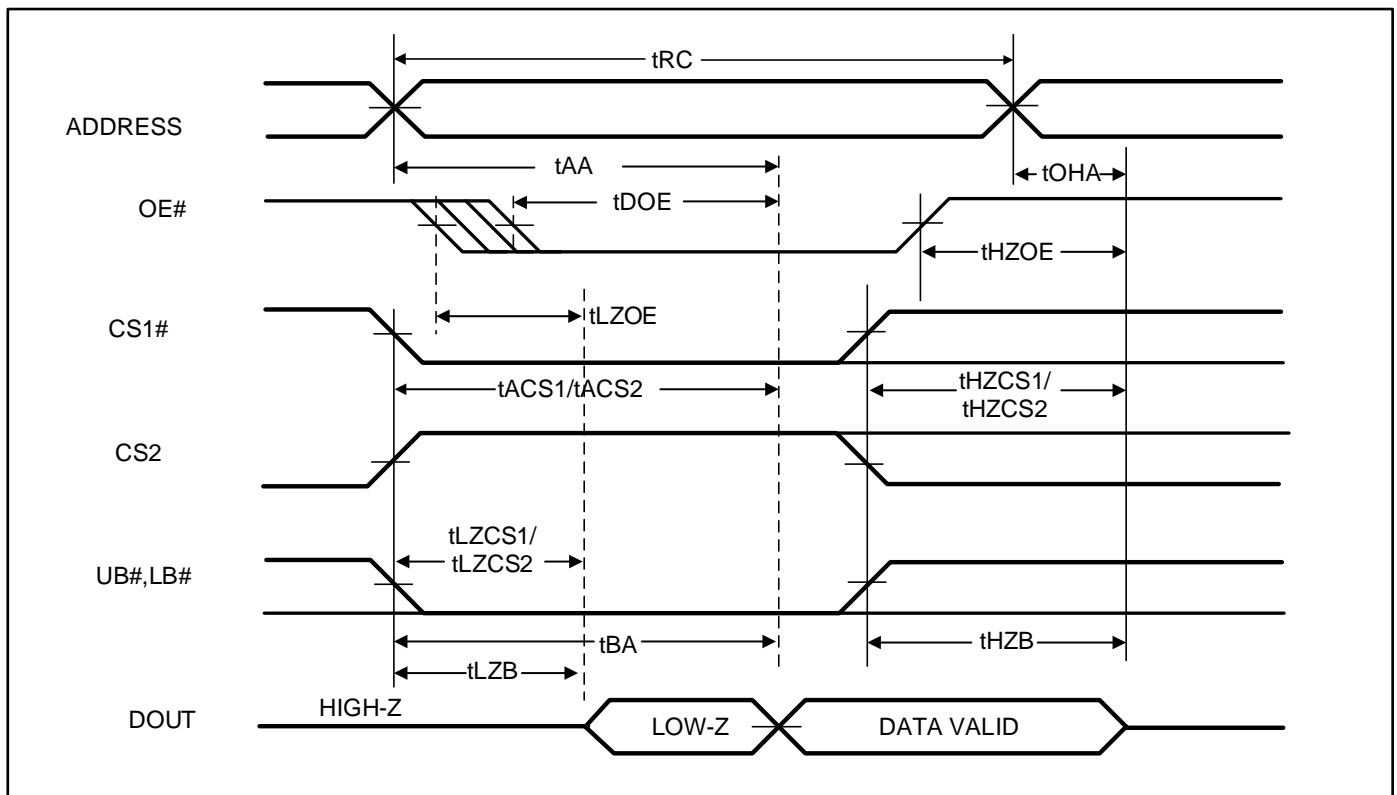 tRC
ADDRESS
tAA
tOHA
OE#
tDOE
tHZOE
tLZOE
CS1#
tACS1/tACS2
tHZCS1/
tHZCS2
CS2
tLZCS1/
tLZCS2
UB#,LB#
tBA
tHZB
tLZB
HIGH-Z
DOUT
LOW-Z
DATA VALID